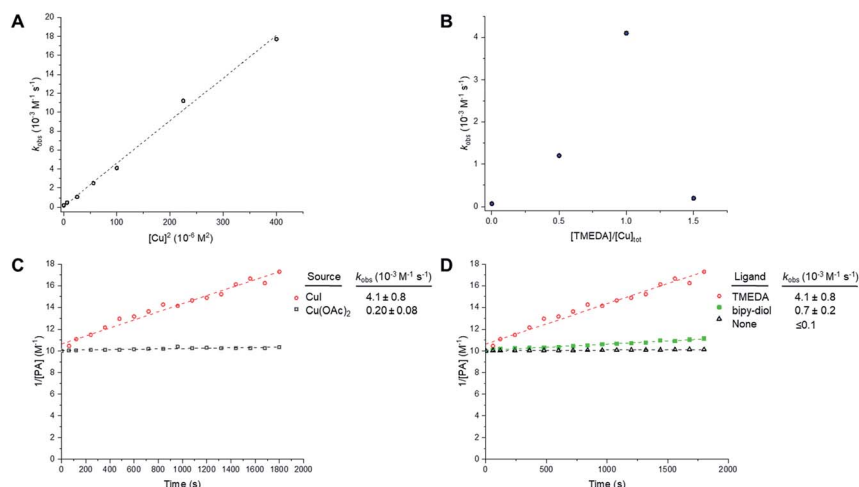 A
20
18
16
14
12
10
8
6
4
2
0
k_obs (10⁻³ M⁻¹ s⁻¹)
0 100 200 300 400
[Cu]² (10⁻⁶ M²)
B
4
3
2
1
0
k_obs (10⁻³ M⁻¹ s⁻¹)
0.0 0.5 1.0 1.5
[TMEDA]/[Cu]_tot
C
18
16
14
12
10
8
6
4
2
0
1/[PA] (M⁻¹)
0 200 400 600 800 1000 1200 1400 1600 1800 2000
Time (s)
Source k_obs (10⁻³ M⁻¹ s⁻¹)
CuI 4.1 ± 0.8
Cu(OAc)₂ 0.20 ± 0.08
D
18
16
14
12
10
8
6
4
2
0
1/[PA] (M⁻¹)
0 500 1000 1500 2000
Time (s)
Ligand k_obs (10⁻³ M⁻¹ s⁻¹)
TMEDA 4.1 ± 0.8
bipy-diol 0.7 ± 0.2
None ≤0.1